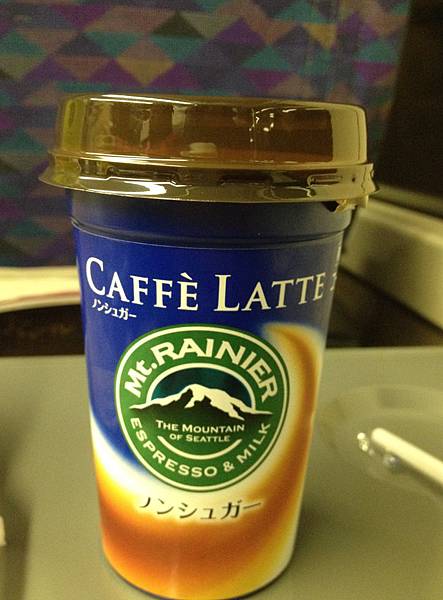 CAFFÈ LATTE
ノンシュガー
Mt. RAINIER
THE MOUNTAIN
OF SEATTLE
ESPRESSO & MILK
ノンシュガー